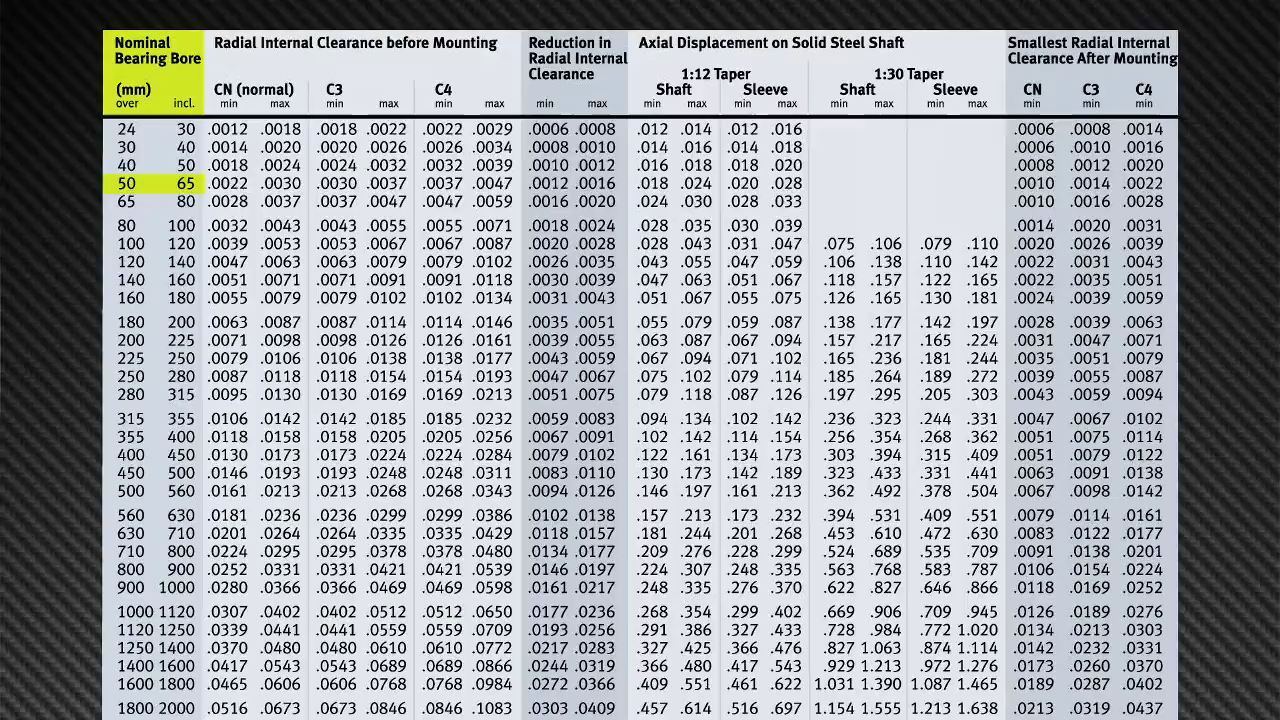 Nominal Radial Internal Clearance before Mounting Reduction in Axial Displacement on Solid Steel Shaft Smallest Radial Internal
Bearing Bore Radial Internal Clearance After Mounting
Clearance 1:12 Taper 1:30 Taper
(mm) CN (normal) C3 C4 Shaft Sleeve Shaft Sleeve CN C3 C4
over incl. min max min max min max min max min max min max min max min max min min min
24 30 .0012 .0018 .0018 .0022 .0022 .0029 .0006 .0008 .012 .014 .012 .016 .0006 .0008 .0014
30 40 .0014 .0020 .0020 .0026 .0026 .0034 .0008 .0010 .014 .016 .014 .018 .0006 .0010 .0016
40 50 .0018 .0024 .0024 .0032 .0032 .0039 .0010 .0012 .016 .018 .018 .020 .0008 .0012 .0020
50 65 .0022 .0030 .0030 .0037 .0037 .0047 .0012 .0016 .018 .024 .020 .028 .0010 .0014 .0022
65 80 .0028 .0037 .0037 .0047 .0047 .0059 .0016 .0020 .024 .030 .028 .033 .0010 .0016 .0028
80 100 .0032 .0043 .0043 .0055 .0055 .0071 .0018 .0024 .028 .035 .030 .039 .0014 .0020 .0031
100 120 .0039 .0053 .0053 .0067 .0067 .0087 .0020 .0028 .028 .043 .031 .047 .075 .106 .079 .110 .0020 .0026 .0039
120 140 .0047 .0063 .0063 .0079 .0079 .0102 .0026 .0035 .043 .055 .047 .059 .106 .138 .110 .142 .0022 .0031 .0043
140 160 .0051 .0071 .0071 .0091 .0091 .0118 .0030 .0039 .047 .063 .051 .067 .118 .157 .122 .165 .0022 .0035 .0051
160 180 .0055 .0079 .0079 .0102 .0102 .0134 .0031 .0043 .051 .067 .055 .075 .126 .165 .130 .181 .0024 .0039 .0059
180 200 .0063 .0087 .0087 .0114 .0114 .0146 .0035 .0051 .055 .079 .059 .087 .138 .177 .142 .197 .0028 .0039 .0063
200 225 .0071 .0098 .0098 .0126 .0126 .0161 .0039 .0055 .063 .087 .067 .094 .157 .217 .165 .224 .0031 .0047 .0071
225 250 .0079 .0106 .0106 .0138 .0138 .0177 .0043 .0059 .067 .094 .071 .102 .165 .236 .181 .244 .0035 .0051 .0079
250 280 .0087 .0118 .0118 .0154 .0154 .0193 .0047 .0067 .075 .102 .079 .114 .185 .264 .189 .272 .0039 .0055 .0087
280 315 .0095 .0130 .0130 .0169 .0169 .0213 .0051 .0075 .079 .118 .087 .126 .197 .295 .205 .303 .0043 .0059 .0094
315 355 .0106 .0142 .0142 .0185 .0185 .0232 .0059 .0083 .094 .134 .102 .142 .236 .323 .244 .331 .0047 .0067 .0102
355 400 .0118 .0158 .0158 .0205 .0205 .0256 .0067 .0091 .102 .142 .114 .154 .256 .354 .268 .362 .0051 .0075 .0114
400 450 .0130 .0173 .0173 .0224 .0224 .0284 .0079 .0102 .122 .161 .134 .173 .303 .394 .315 .409 .0051 .0079 .0122
450 500 .0146 .0193 .0193 .0248 .0248 .0311 .0083 .0110 .130 .173 .142 .189 .323 .433 .331 .441 .0063 .0091 .0138
500 560 .0161 .0213 .0213 .0268 .0268 .0343 .0094 .0126 .146 .197 .161 .213 .362 .492 .378 .504 .0067 .0098 .0142
560 630 .0181 .0236 .0236 .0299 .0299 .0386 .0102 .0138 .157 .213 .173 .232 .394 .531 .409 .551 .0079 .0114 .0161
630 710 .0201 .0264 .0264 .0335 .0335 .0429 .0118 .0157 .181 .244 .201 .268 .453 .610 .472 .630 .0083 .0122 .0177
710 800 .0224 .0295 .0295 .0378 .0378 .0480 .0134 .0177 .209 .276 .228 .299 .524 .689 .535 .709 .0091 .0138 .0201
800 900 .0252 .0331 .0331 .0421 .0421 .0539 .0146 .0197 .224 .307 .248 .335 .563 .768 .583 .787 .0106 .0154 .0224
900 1000 .0280 .0366 .0366 .0469 .0469 .0598 .0161 .0217 .248 .335 .276 .370 .622 .827 .646 .866 .0118 .0169 .0252
1000 1120 .0307 .0402 .0402 .0512 .0512 .0650 .0177 .0236 .268 .354 .299 .402 .669 .906 .709 .945 .0126 .0189 .0276
1120 1250 .0339 .0441 .0441 .0559 .0559 .0709 .0193 .0256 .291 .386 .327 .433 .728 .984 .772 1.020 .0134 .0213 .0303
1250 1400 .0370 .0480 .0480 .0610 .0610 .0772 .0217 .0283 .327 .425 .366 .476 .827 1.063 .874 1.114 .0142 .0232 .0331
1400 1600 .0417 .0543 .0543 .0689 .0689 .0866 .0244 .0319 .366 .480 .417 .543 .929 1.213 .972 1.276 .0173 .0260 .0370
1600 1800 .0465 .0606 .0606 .0768 .0768 .0984 .0272 .0366 .409 .551 .461 .622 1.031 1.390 1.087 1.465 .0189 .0287 .0402
1800 2000 .0516 .0673 .0673 .0846 .0846 .1083 .0303 .0409 .457 .614 .516 .697 1.154 1.555 1.213 1.638 .0213 .0319 .0437